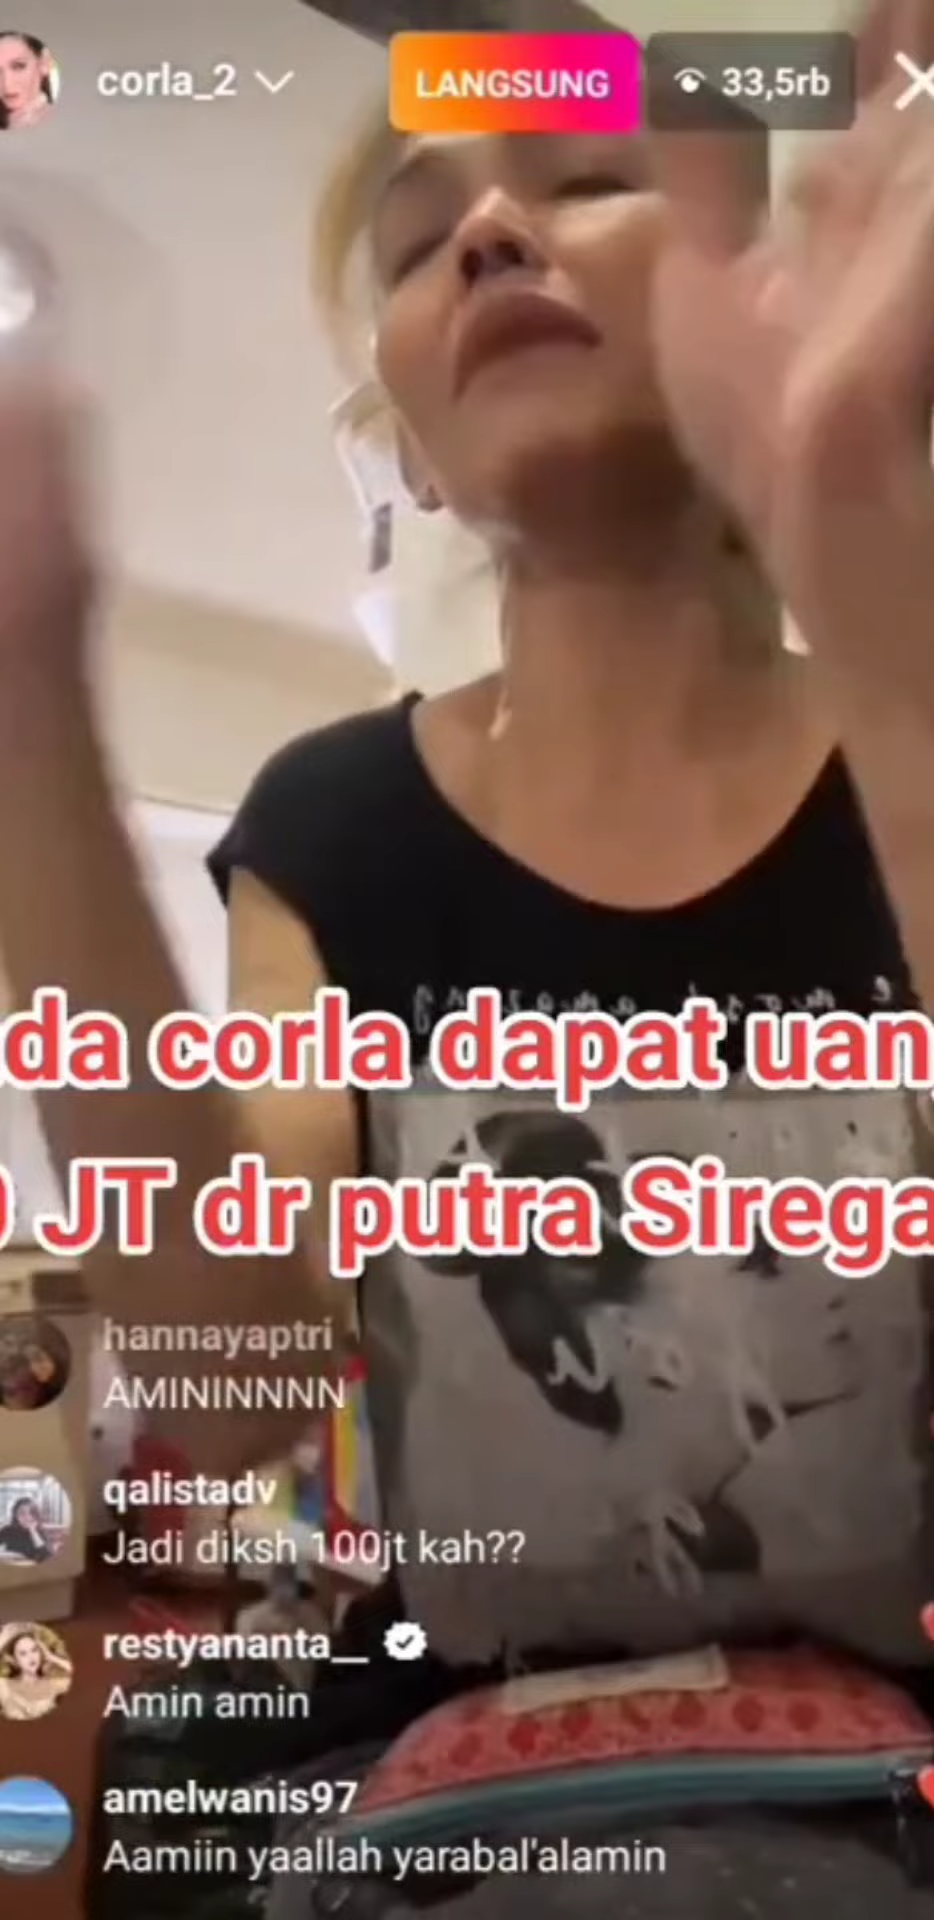 corla_2
LANGSUNG
33,5rb
da corla dapat uan
JT dr putra Sirega
hannayaptri
AMININNNN
qalistadv
Jadi diksh 100jt kah??
restyananta__
Amin amin
amelwanis97
Aamiin yaallah yarabal'alamin